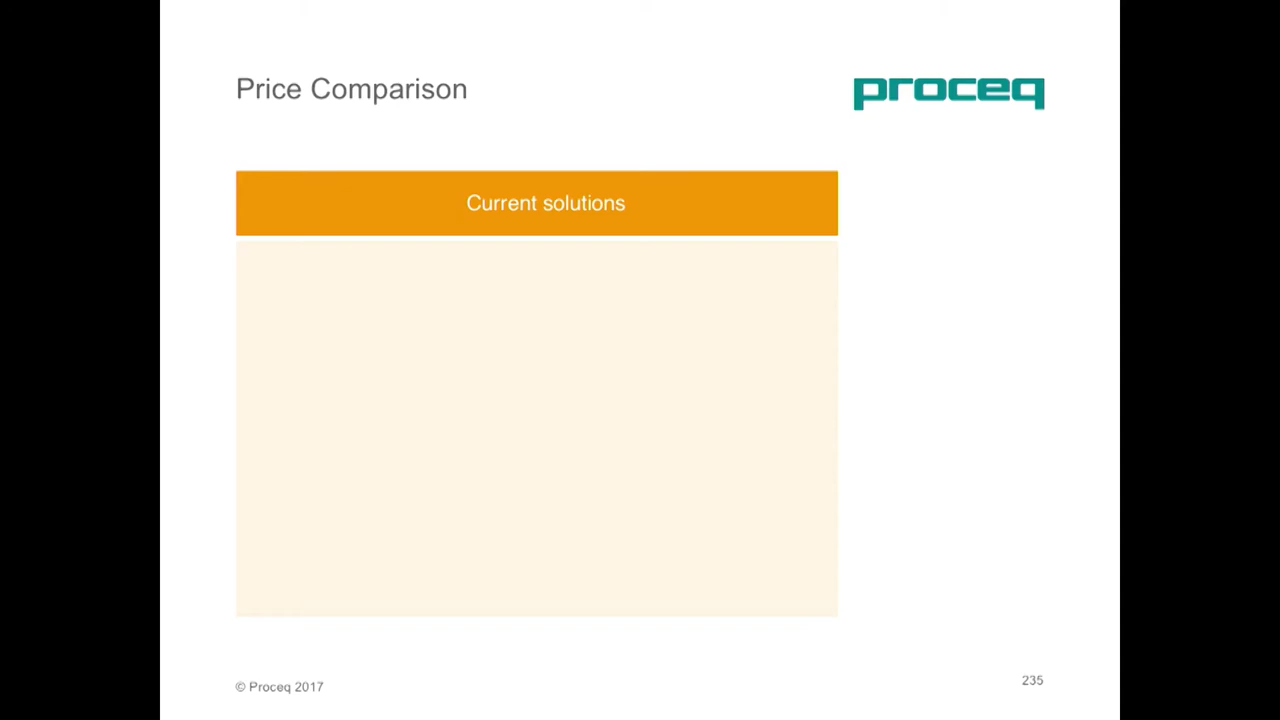 Price Comparison
proceq
Current solutions
© Proceq 2017
235